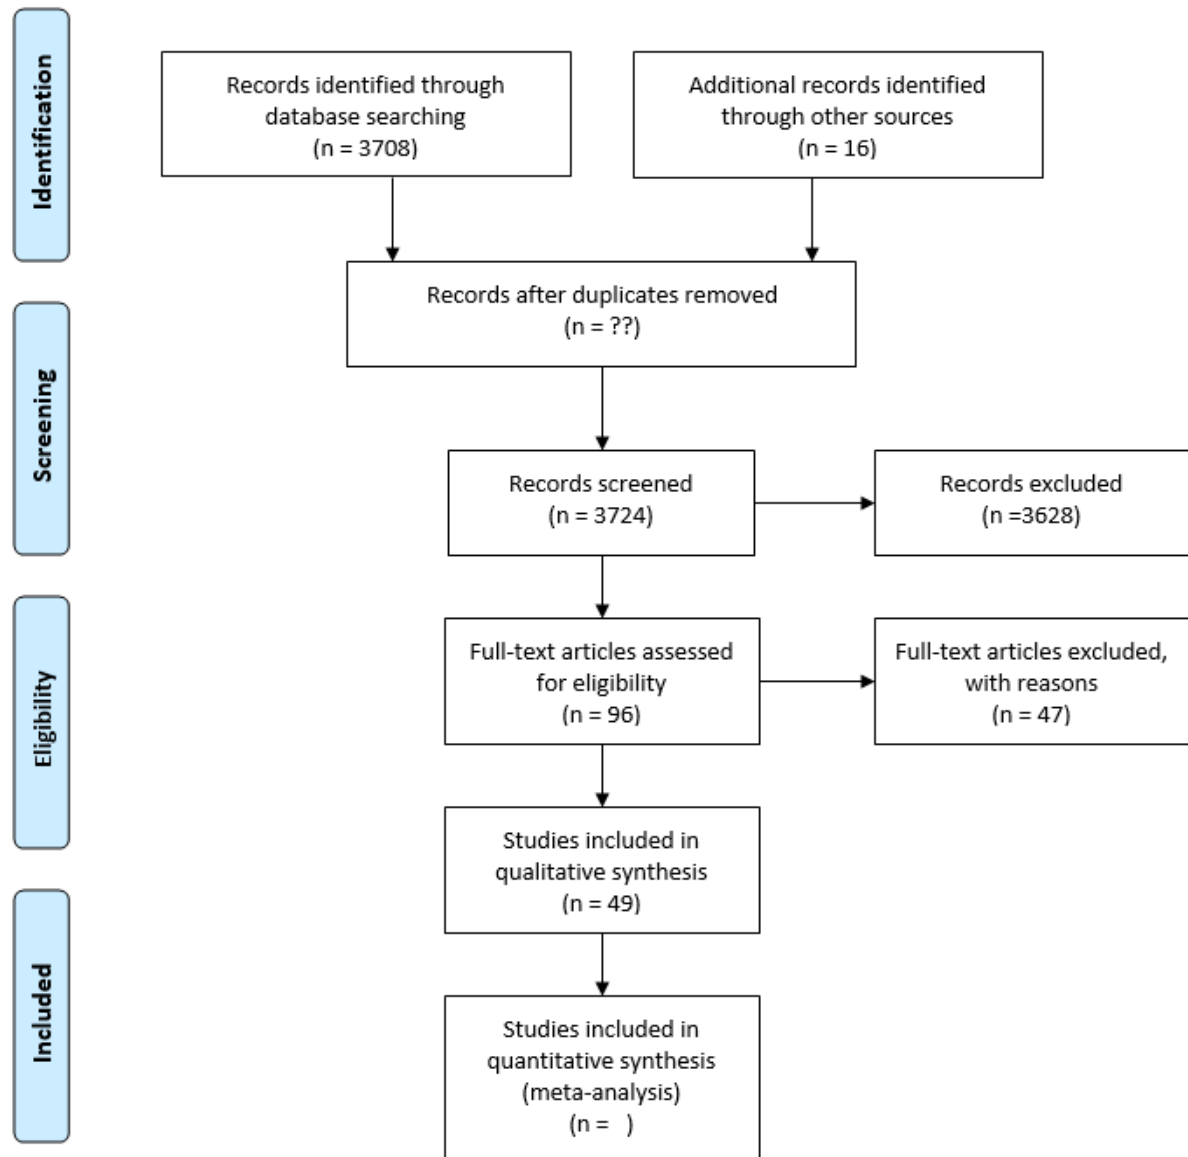 Identification
Records identified through
database searching
(n = 3708)
Additional records identified
through other sources
(n = 16)
Records after duplicates removed
(n = ??)
Screening
Records screened
(n = 3724)
Records excluded
(n =3628)
Eligibility
Full-text articles assessed
for eligibility
(n = 96)
Full-text articles excluded,
with reasons
(n = 47)
Studies included in
qualitative synthesis
(n = 49)
Included
Studies included in
quantitative synthesis
(meta-analysis)
(n =   )